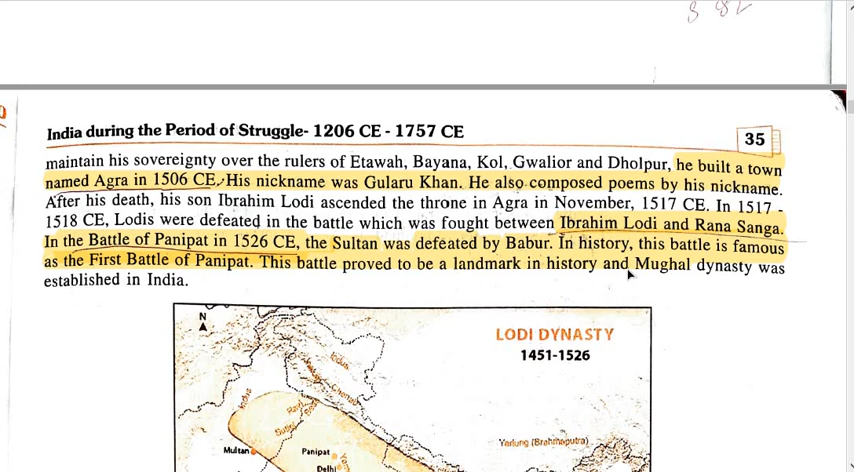 India during the Period of Struggle- 1206 CE - 1757 CE
35
maintain his sovereignty over the rulers of Etawah, Bayana, Kol, Gwalior and Dholpur, he built a town
named Agra in 1506 CE. His nickname was Gularu Khan. He also composed poems by his nickname.
After his death, his son Ibrahim Lodi ascended the throne in Agra in November, 1517 CE. In 1517 -
1518 CE, Lodis were defeated in the battle which was fought between Ibrahim Lodi and Rana Sanga.
In the Battle of Panipat in 1526 CE, the Sultan was defeated by Babur. In history, this battle is famous
as the First Battle of Panipat. This battle proved to be a landmark in history and Mughal dynasty was
established in India.
N
LODI DYNASTY
1451-1526
Indus
Chenab
Indus
Ravi
Sutlej
Yarlung (Brahmaputra)
Multan
Panipat
Delhi